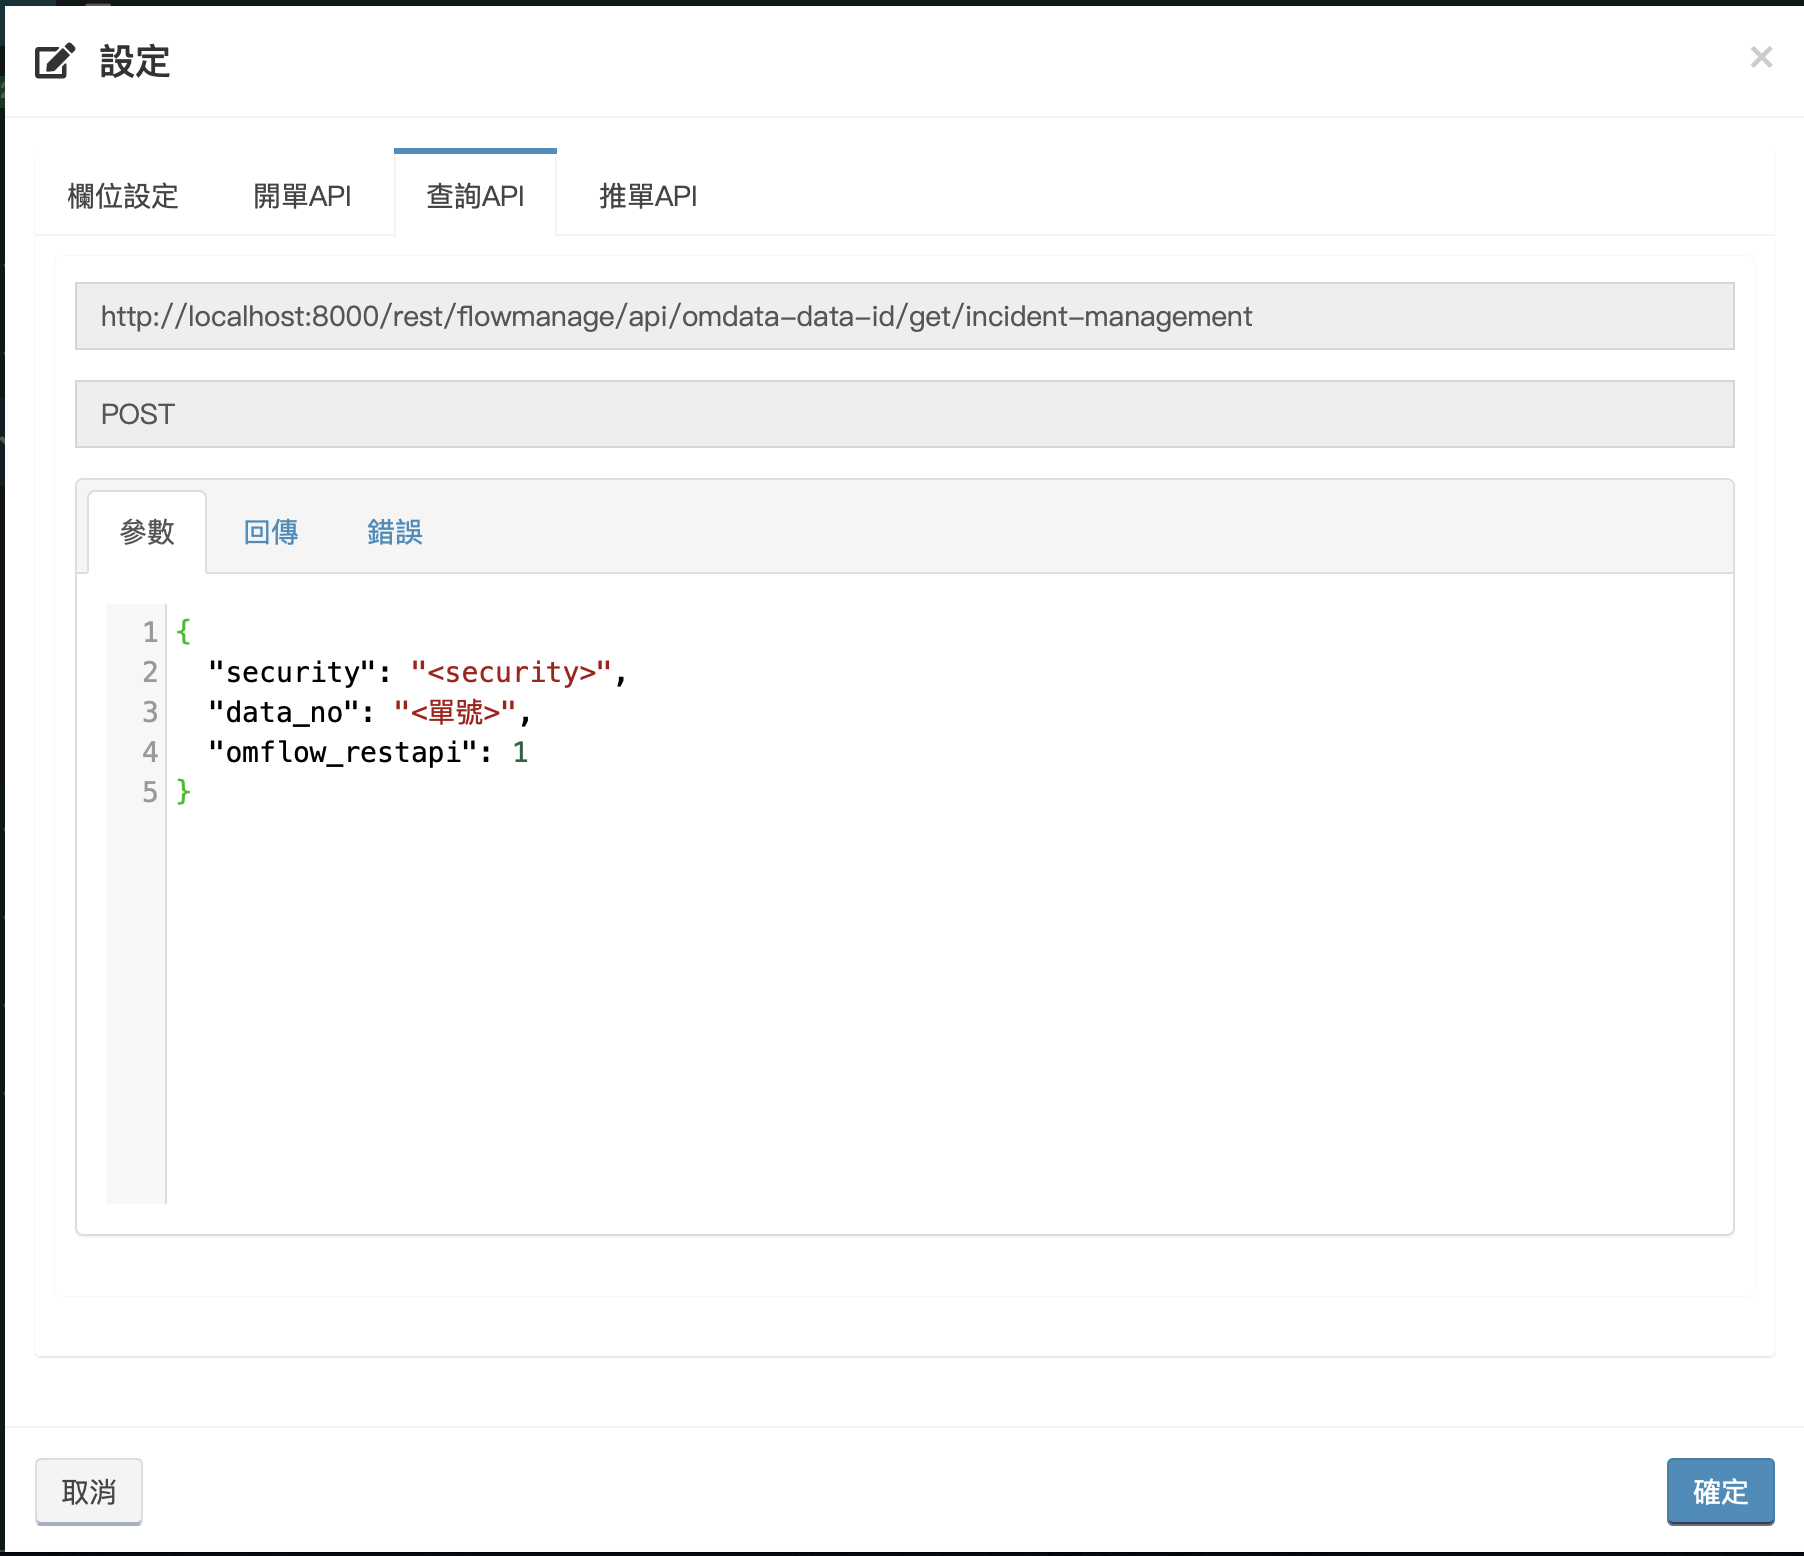 設定
×
欄位設定 開單API 查詢API 推單API
http://localhost:8000/rest/flowmanage/api/omdata-data-id/get/incident-management
POST
參數 回傳 錯誤
1 {
2 "security": "<security>",
3 "data_no": "<單號>",
4 "omflow_restapi": 1
5 }
取消 確定